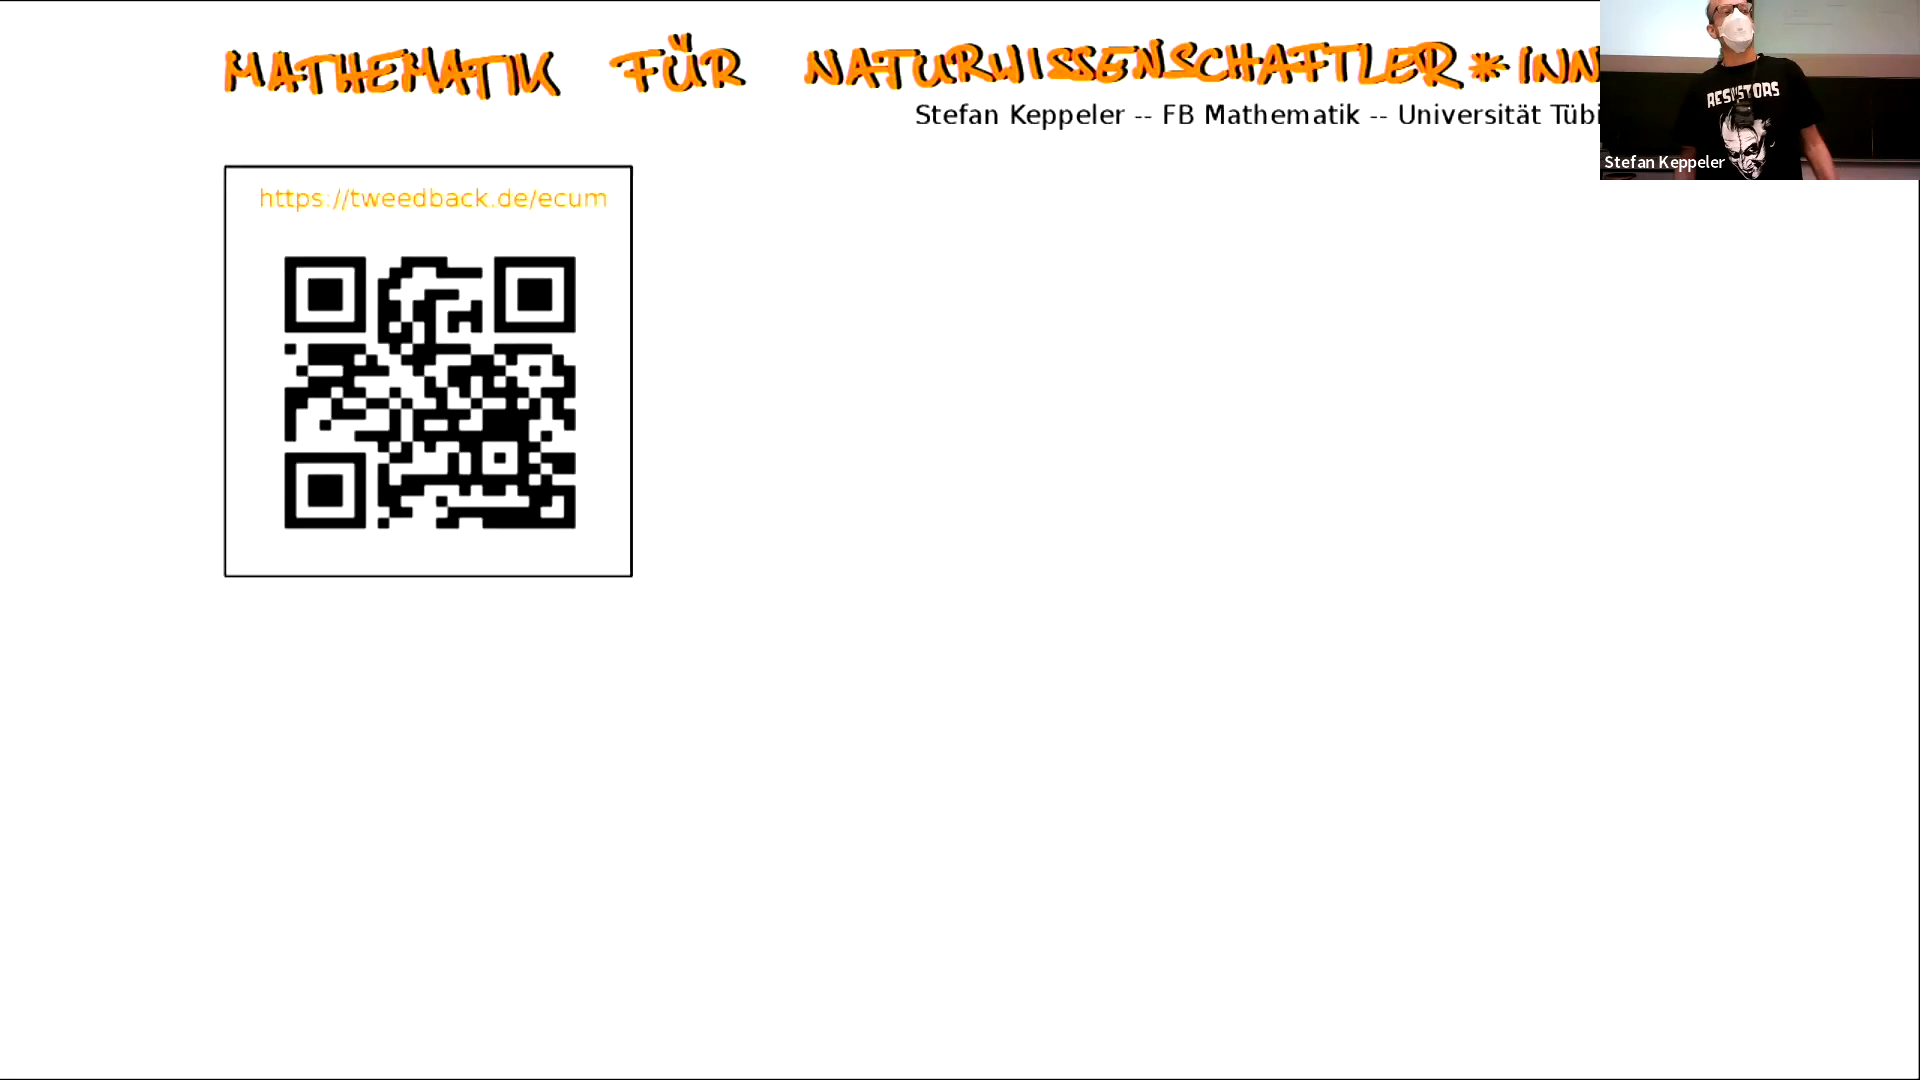 MATHEMATIK FÜR NATURWISSENSCHAFTLER*INN
Stefan Keppeler -- FB Mathematik -- Universität Tübi
https://tweedback.de/ecum
RESISTORS
Stefan Keppeler